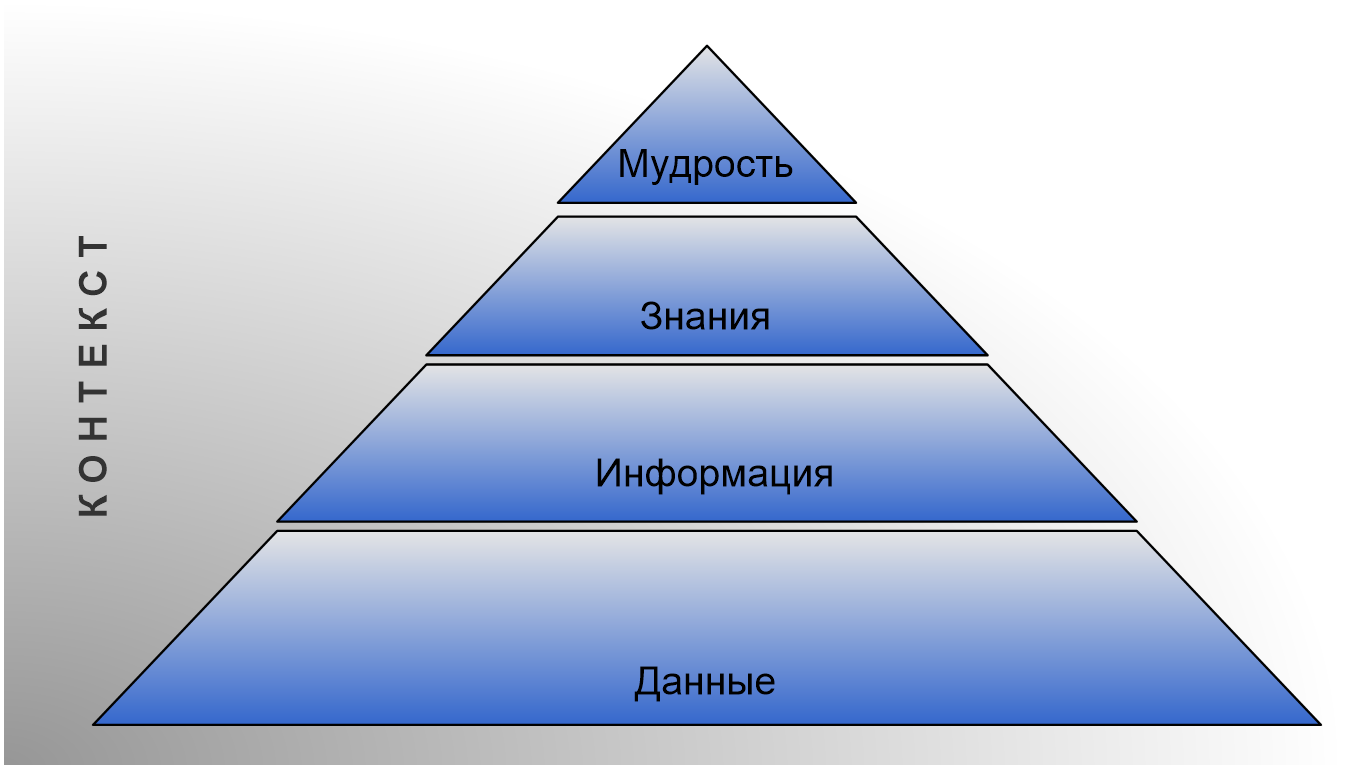 КОНТЕКСТ
Мудрость
Знания
Информация
Данные